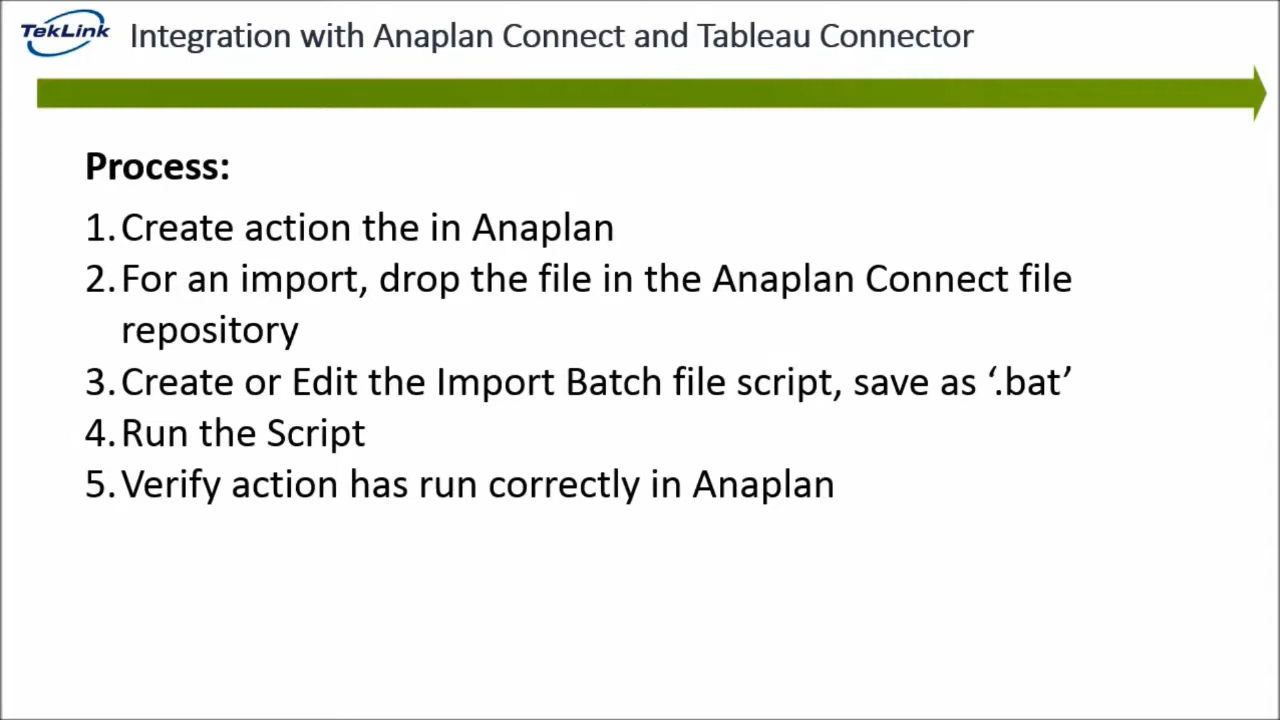 TekLink
Integration with Anaplan Connect and Tableau Connector
Process:
1. Create action the in Anaplan
2. For an import, drop the file in the Anaplan Connect file
repository
3. Create or Edit the Import Batch file script, save as ‘.bat’
4. Run the Script
5. Verify action has run correctly in Anaplan